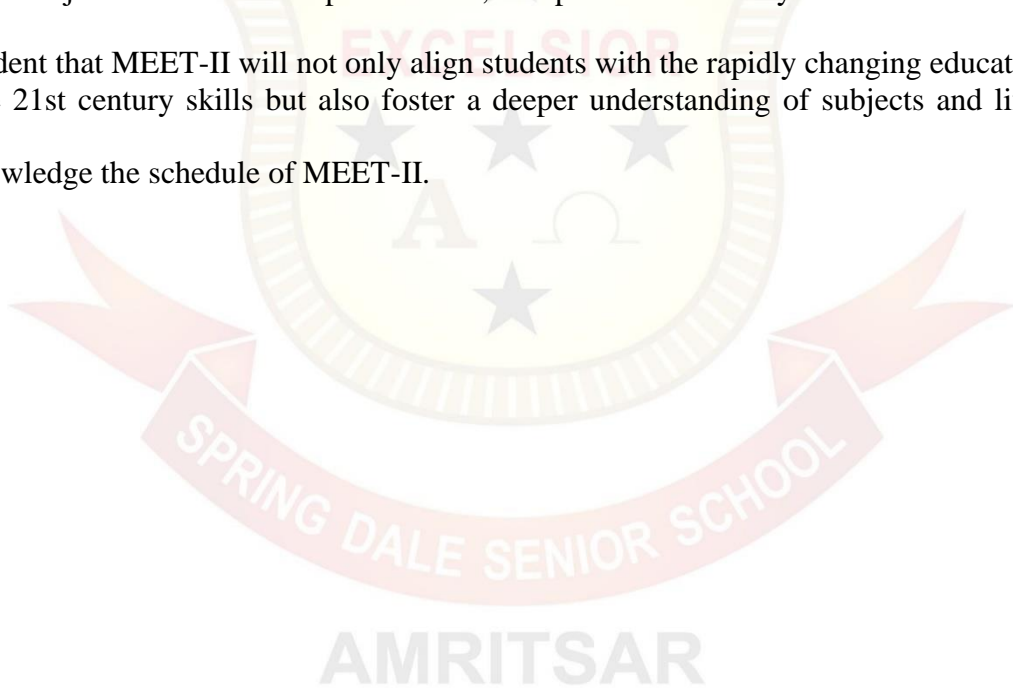 EXCELSIOR
dent that MEET-II will not only align students with the rapidly changing educat
21st century skills but also foster a deeper understanding of subjects and li
wledge the schedule of MEET-II.
A Ω
SPRING DALE SENIOR SCHOOL
AMRITSAR